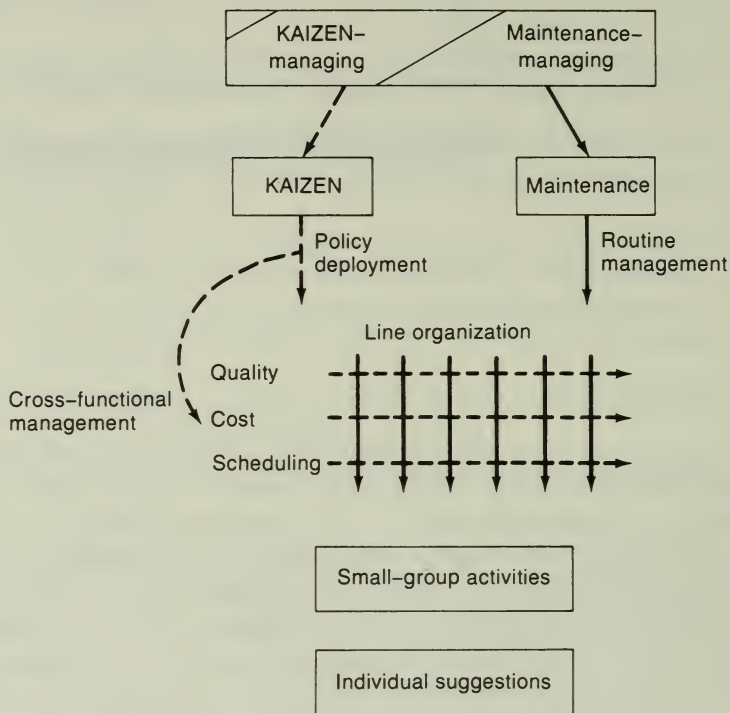 KAIZEN–
managing
Maintenance–
managing
KAIZEN
Maintenance
Policy
deployment
Routine
management
Line organization
Quality
Cross–functional
management
Cost
Scheduling
Small–group activities
Individual suggestions